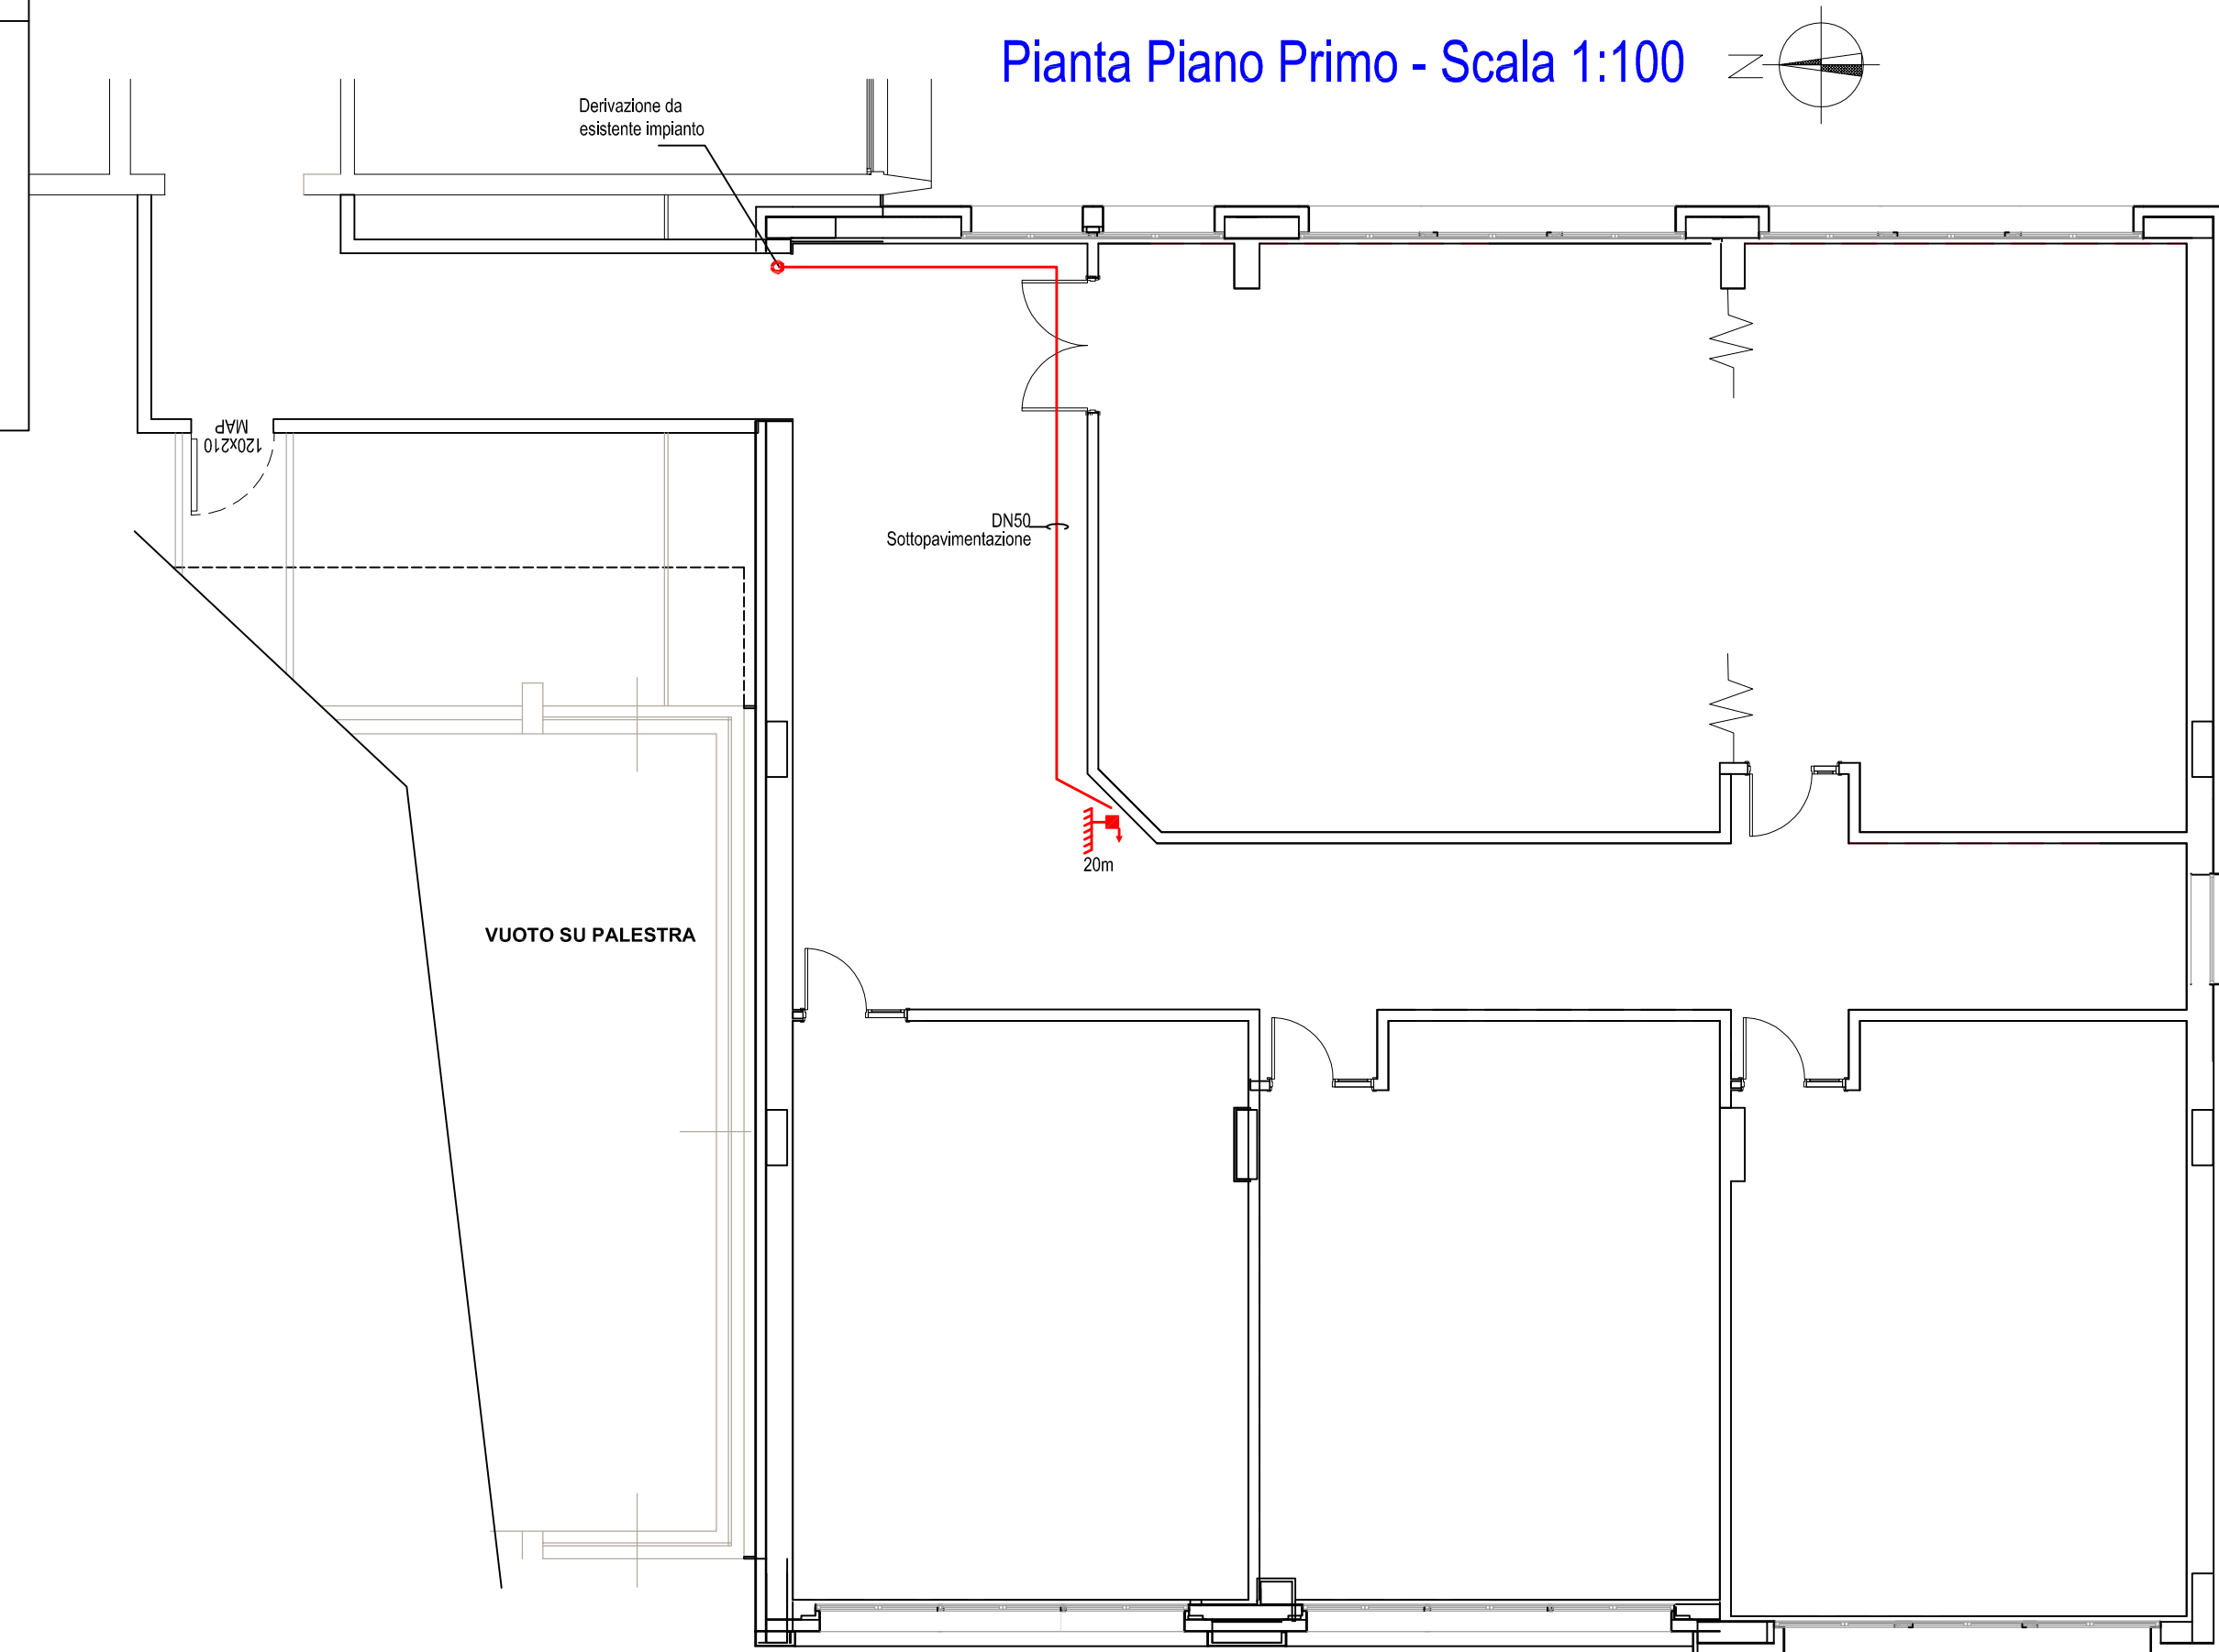 Pianta Piano Primo - Scala 1:100
N
Derivazione da
esistente impianto
120x210
MAP
DN50
Sottopavimentazione
20m
VUOTO SU PALESTRA